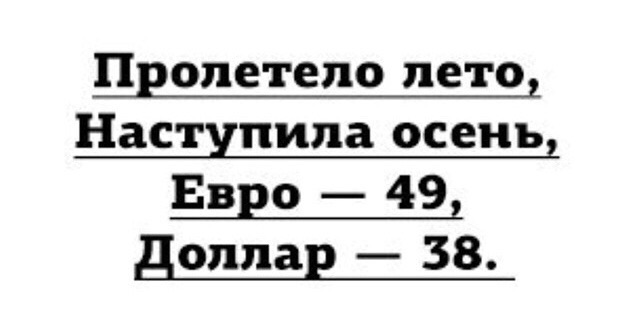 Пролетело лето,
Наступила осень,
Евро — 49,
Доллар — 38.